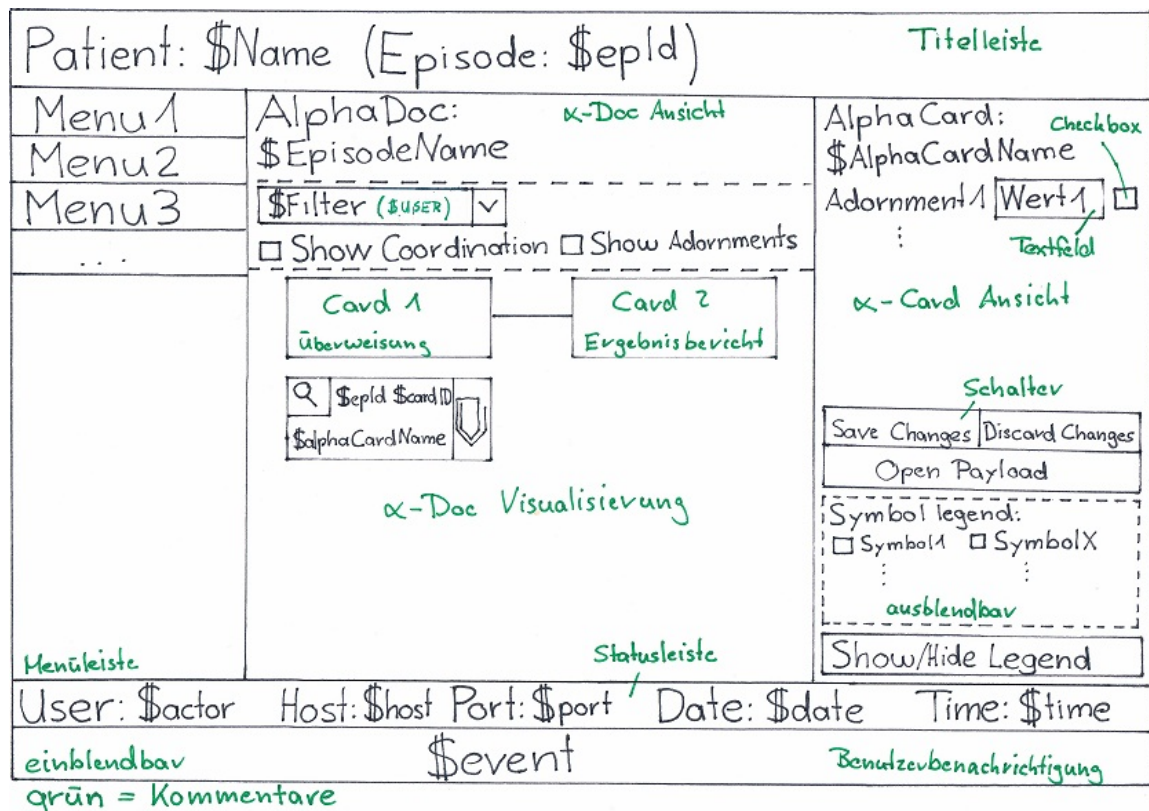 Patient: $Name (Episode: $epId)
Titelleiste
Menu1
Menu2
Menu3
...
Menüleiste
AlphaDoc:
α-Doc Ansicht
$EpisodeName
$Filter ($USER)
Show Coordination Show Adornments
Card 1
Überweisung
Card 2
Ergebnisbericht
$epId $cardID
$alphaCardName
α-Doc Visualisierung
Statusleiste
AlphaCard:
Checkbox
$AlphaCardName
Adornment1 Wert1
Textfeld
α-Card Ansicht
Schalter
Save Changes Discard Changes
Open Payload
Symbol legend:
Symbol1 SymbolX
ausblendbar
Show/Hide Legend
User: $actor Host: $host Port: $port Date: $date Time: $time
einblendbar
$event
Benutzerbenachrichtigung
grün = Kommentare